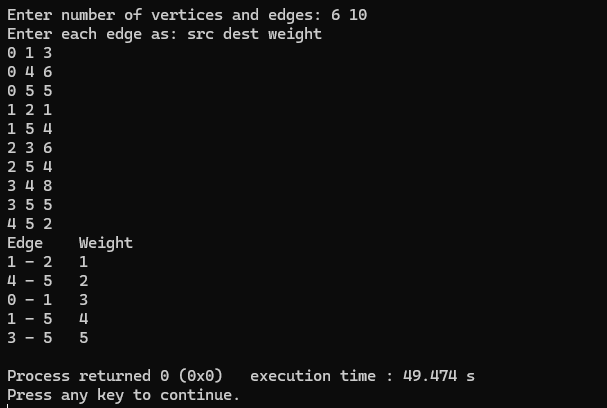 Enter number of vertices and edges: 6 10
Enter each edge as: src dest weight
0 1 3
0 4 6
0 5 5
1 2 1
1 5 4
2 3 6
2 5 4
3 4 8
3 5 5
4 5 2
Edge    Weight
1 - 2   1
4 - 5   2
0 - 1   3
1 - 5   4
3 - 5   5

Process returned 0 (0x0)   execution time : 49.474 s
Press any key to continue.